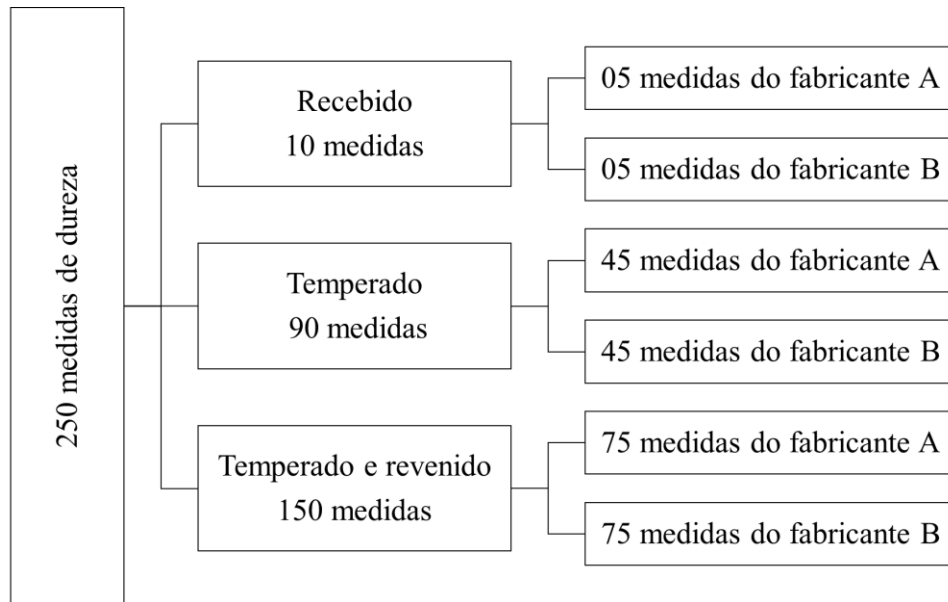 250 medidas de dureza
Recebido
10 medidas
05 medidas do fabricante A
05 medidas do fabricante B
Temperado
90 medidas
45 medidas do fabricante A
45 medidas do fabricante B
Temperado e revenido
150 medidas
75 medidas do fabricante A
75 medidas do fabricante B